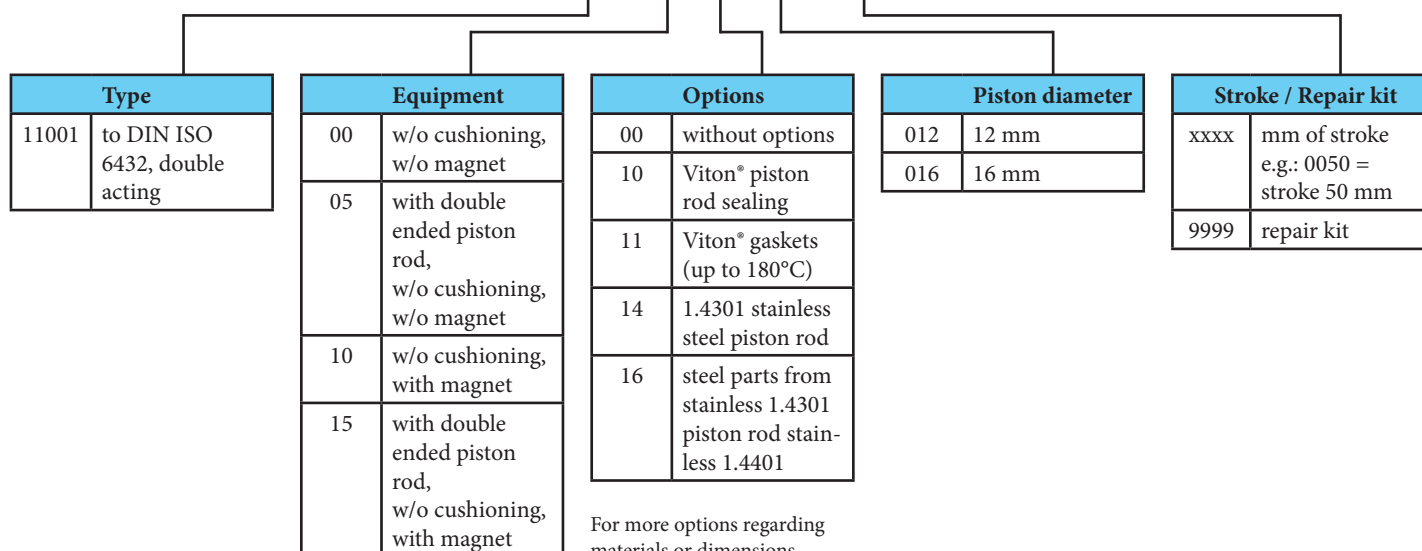 Type
11001 to DIN ISO
6432, double
acting
Equipment
00 w/o cushioning,
w/o magnet
05 with double
ended piston
rod,
w/o cushioning,
w/o magnet
10 w/o cushioning,
with magnet
15 with double
ended piston
rod,
w/o cushioning,
with magnet
Options
00 without options
10 Viton® piston
rod sealing
11 Viton® gaskets
(up to 180°C)
14 1.4301 stainless
steel piston rod
16 steel parts from
stainless 1.4301
piston rod stain-
less 1.4401
For more options regarding
materials or dimensions
Piston diameter
012 12 mm
016 16 mm
Stroke / Repair kit
xxxx mm of stroke
e.g.: 0050 =
stroke 50 mm
9999 repair kit